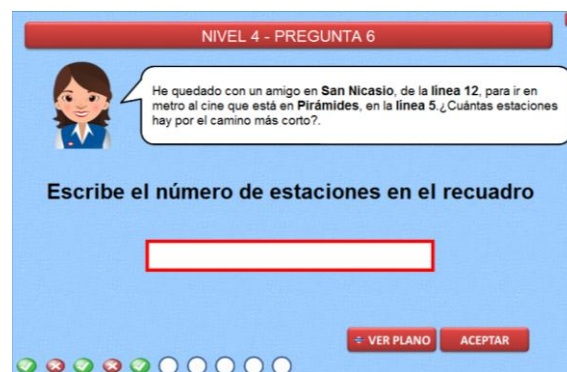 NIVEL 4 - PREGUNTA 6
He quedado con un amigo en San Nicasio, de la línea 12, para ir en
metro al cine que está en Pirámides, en la línea 5.¿Cuántas estaciones
hay por el camino más corto?.
Escribe el número de estaciones en el recuadro
VER PLANO ACEPTAR